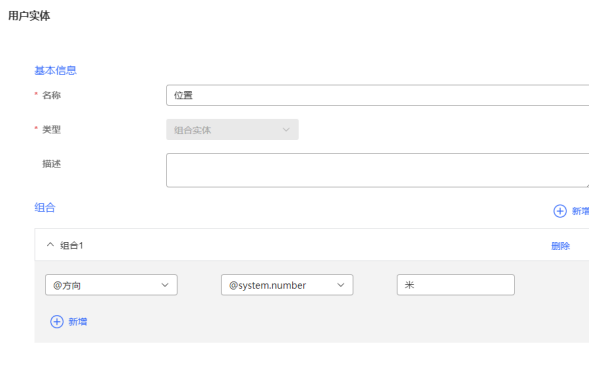 用户实体
基本信息
* 名称 位置
* 类型 组合实体
描述
组合 新增
组合1 删除
@方向 @system.number 米
新增